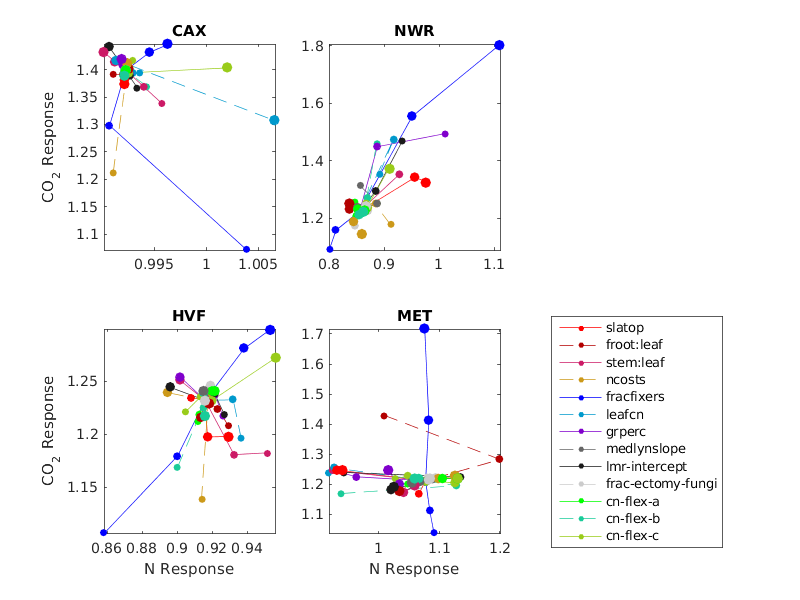 CAX
NWR
1.4
1.35
1.3
1.25
1.2
1.15
1.1
CO2 Response
0.995
1
1.005
1.8
1.6
1.4
1.2
0.8
0.9
1
1.1
HVF
MET
1.25
1.2
1.15
CO2 Response
0.86
0.88
0.9
0.92
0.94
N Response
1.7
1.6
1.5
1.4
1.3
1.2
1.1
1
1.1
1.2
N Response
slatop
froot:leaf
stem:leaf
ncosts
fracfixers
leafcn
grperc
medlynslope
lmr-intercept
frac-ectomy-fungi
cn-flex-a
cn-flex-b
cn-flex-c